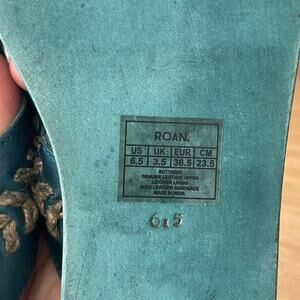 ROAN.
US UK EUR CM
6.5 3.5 36.5 23.5
BUTTRESS
GENUINE LEATHER UPPER
LEATHER LINING
SOLE LEATHER HANDMADE
MADE IN INDIA
6.5